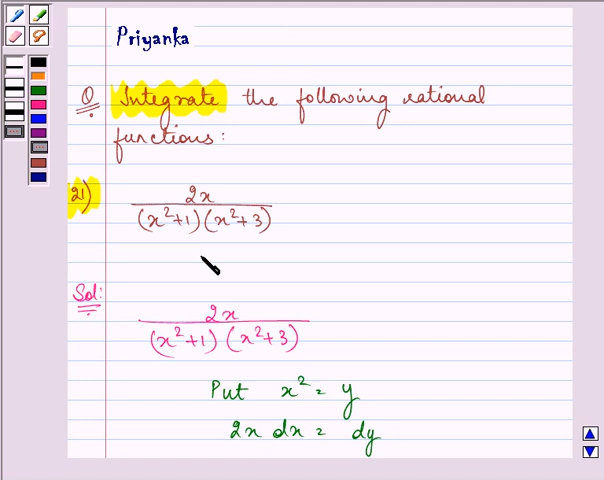 Priyanka
Q Integrate the following rational
functions:
21) 2x
(x²+1)(x²+3)
Sol:
2x
(x²+1) (x²+3)
Put x² = y
2x dx = dy